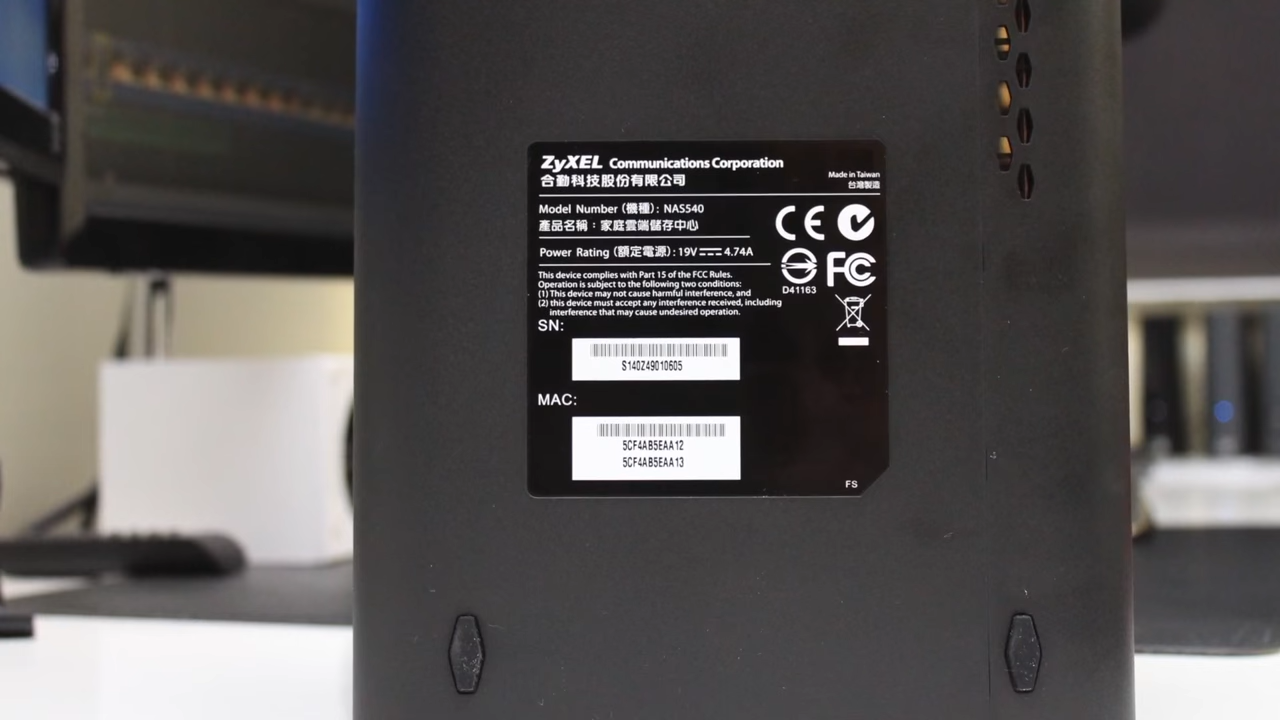 ZyXEL Communications Corporation
合勤科技股份有限公司
Made in Taiwan
台灣製造
Model Number (機種): NAS540
產品名稱：家庭雲端儲存中心
Power Rating (額定電源): 19V 4.74A
D41163
FC
This device complies with Part 15 of the FCC Rules.
Operation is subject to the following two conditions:
(1) This device may not cause harmful interference, and
(2) this device must accept any interference received, including
interference that may cause undesired operation.
SN:
S140Z49010605
MAC:
5CF4AB5EAA12
5CF4AB5EAA13
FS